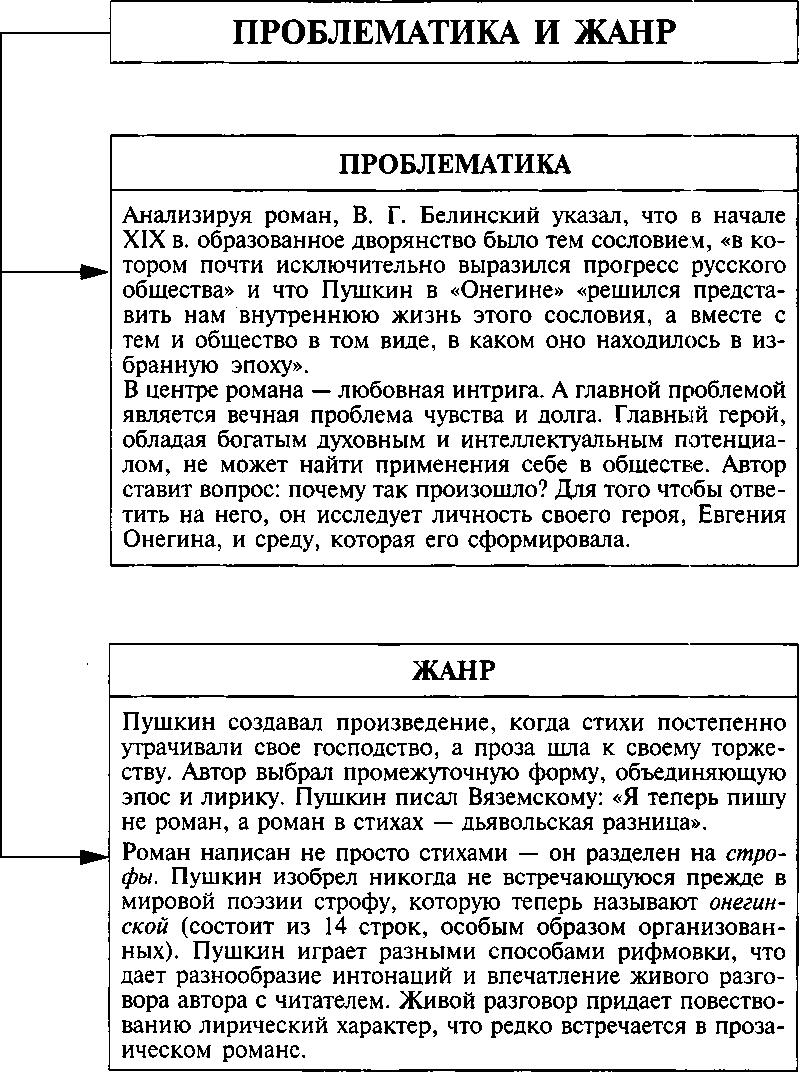 ПРОБЛЕМАТИКА И ЖАНР
ПРОБЛЕМАТИКА
Анализируя роман, В. Г. Белинский указал, что в начале
XIX в. образованное дворянство было тем сословием, «в ко-
тором почти исключительно выразился прогресс русского
общества» и что Пушкин в «Онегине» «решился предста-
вить нам внутреннюю жизнь этого сословия, а вместе с
тем и общество в том виде, в каком оно находилось в из-
бранную эпоху».
В центре романа — любовная интрига. А главной проблемой
является вечная проблема чувства и долга. Главный герой,
обладая богатым духовным и интеллектуальным потенциа-
лом, не может найти применения себе в обществе. Автор
ставит вопрос: почему так произошло? Для того чтобы отве-
тить на него, он исследует личность своего героя, Евгения
Онегина, и среду, которая его сформировала.
ЖАНР
Пушкин создавал произведение, когда стихи постепенно
утрачивали свое господство, а проза шла к своему торже-
ству. Автор выбрал промежуточную форму, объединяющую
эпос и лирику. Пушкин писал Вяземскому: «Я теперь пишу
не роман, а роман в стихах — дьявольская разница».
Роман написан не просто стихами — он разделен на стро-
фы. Пушкин изобрел никогда не встречающуюся прежде в
мировой поэзии строфу, которую теперь называют онегин-
ской (состоит из 14 строк, особым образом организован-
ных). Пушкин играет разными способами рифмовки, что
дает разнообразие интонаций и впечатление живого разго-
вора автора с читателем. Живой разговор придает повество-
ванию лирический характер, что редко встречается в проза-
ическом романе.